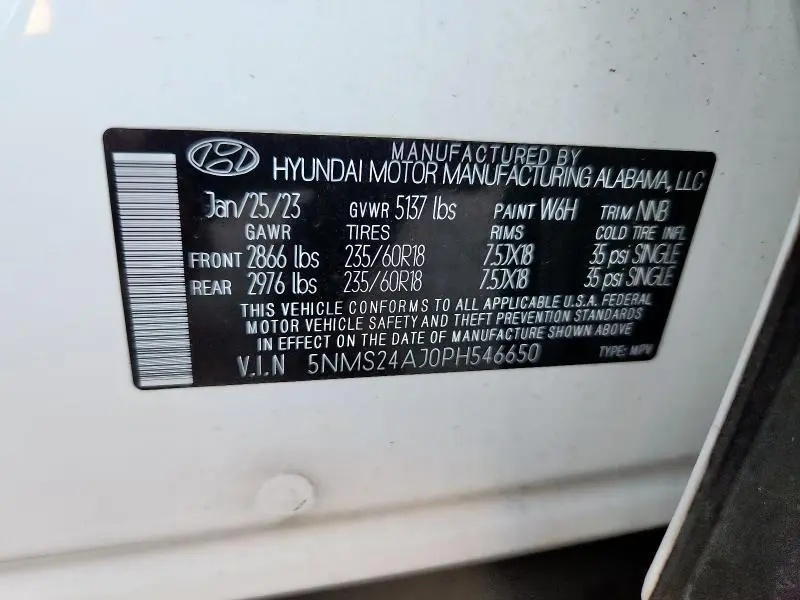 MANUFACTURED BY
HYUNDAI MOTOR MANUFACTURING ALABAMA, LLC
Jan/25/23 GVWR 5137 lbs PAINT W6H TRIM NNB
GAWR TIRES RIMS COLD TIRE INFL
FRONT 2866 lbs 235/60R18 7.5JX18 35 psi SINGLE
REAR 2976 lbs 235/60R18 7.5JX18 35 psi SINGLE
THIS VEHICLE CONFORMS TO ALL APPLICABLE U.S.A. FEDERAL
MOTOR VEHICLE SAFETY AND THEFT PREVENTION STANDARDS
IN EFFECT ON THE DATE OF MANUFACTURE SHOWN ABOVE
V.I.N 5NMS24AJ0PH546650 TYPE: MPV